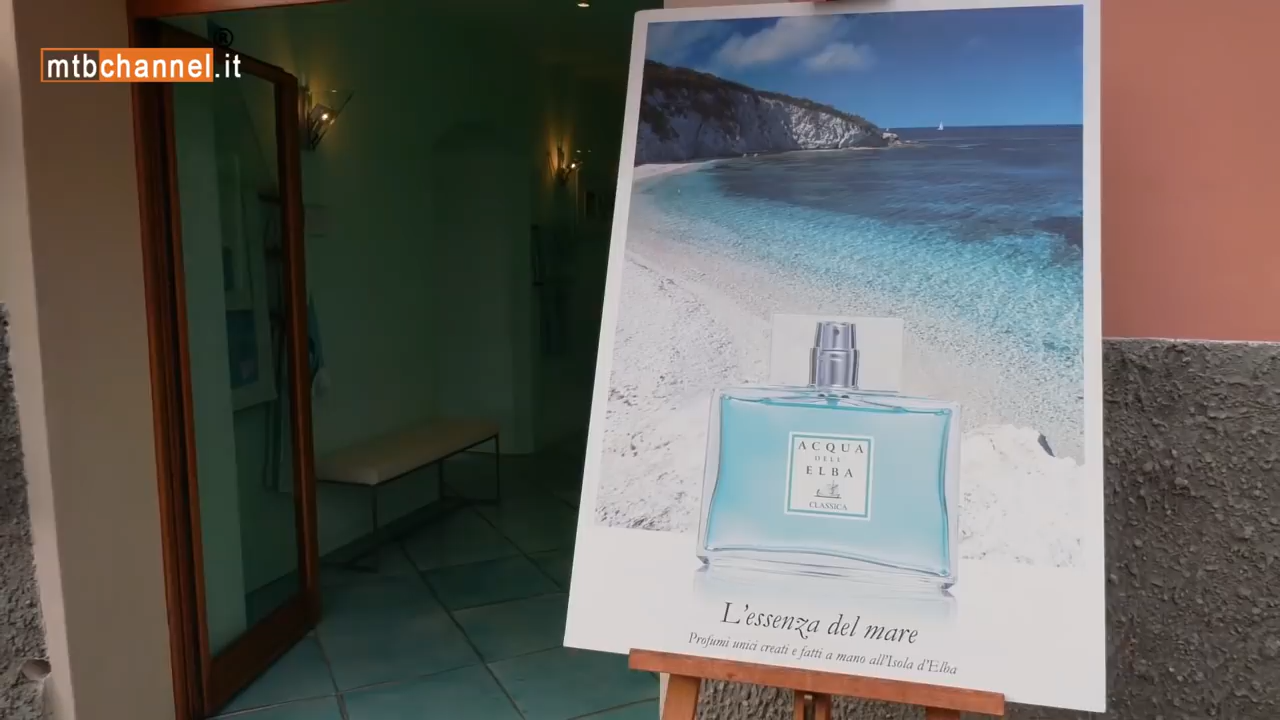 mtbchannel.it
®
ACQUA
DELL'
ELBA
CLASSICA
L'essenza del mare
Profumi unici creati e fatti a mano all'Isola d'Elba